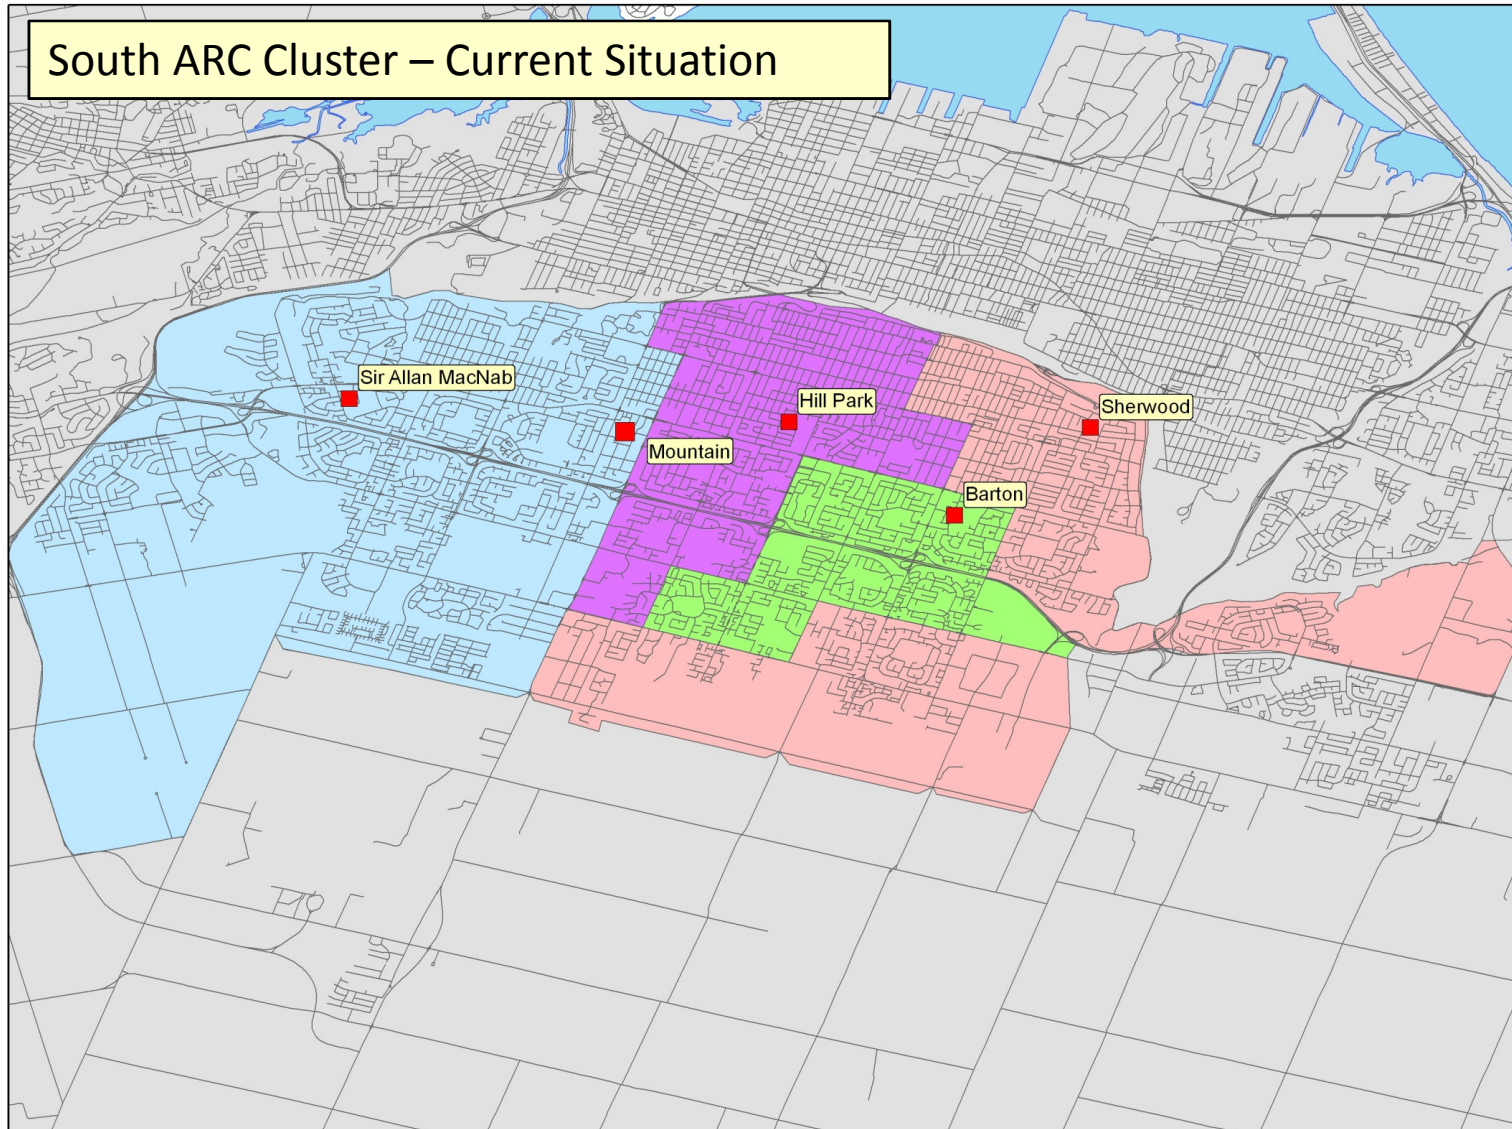 South ARC Cluster – Current Situation
Sir Allan MacNab
Hill Park
Sherwood
Mountain
Barton